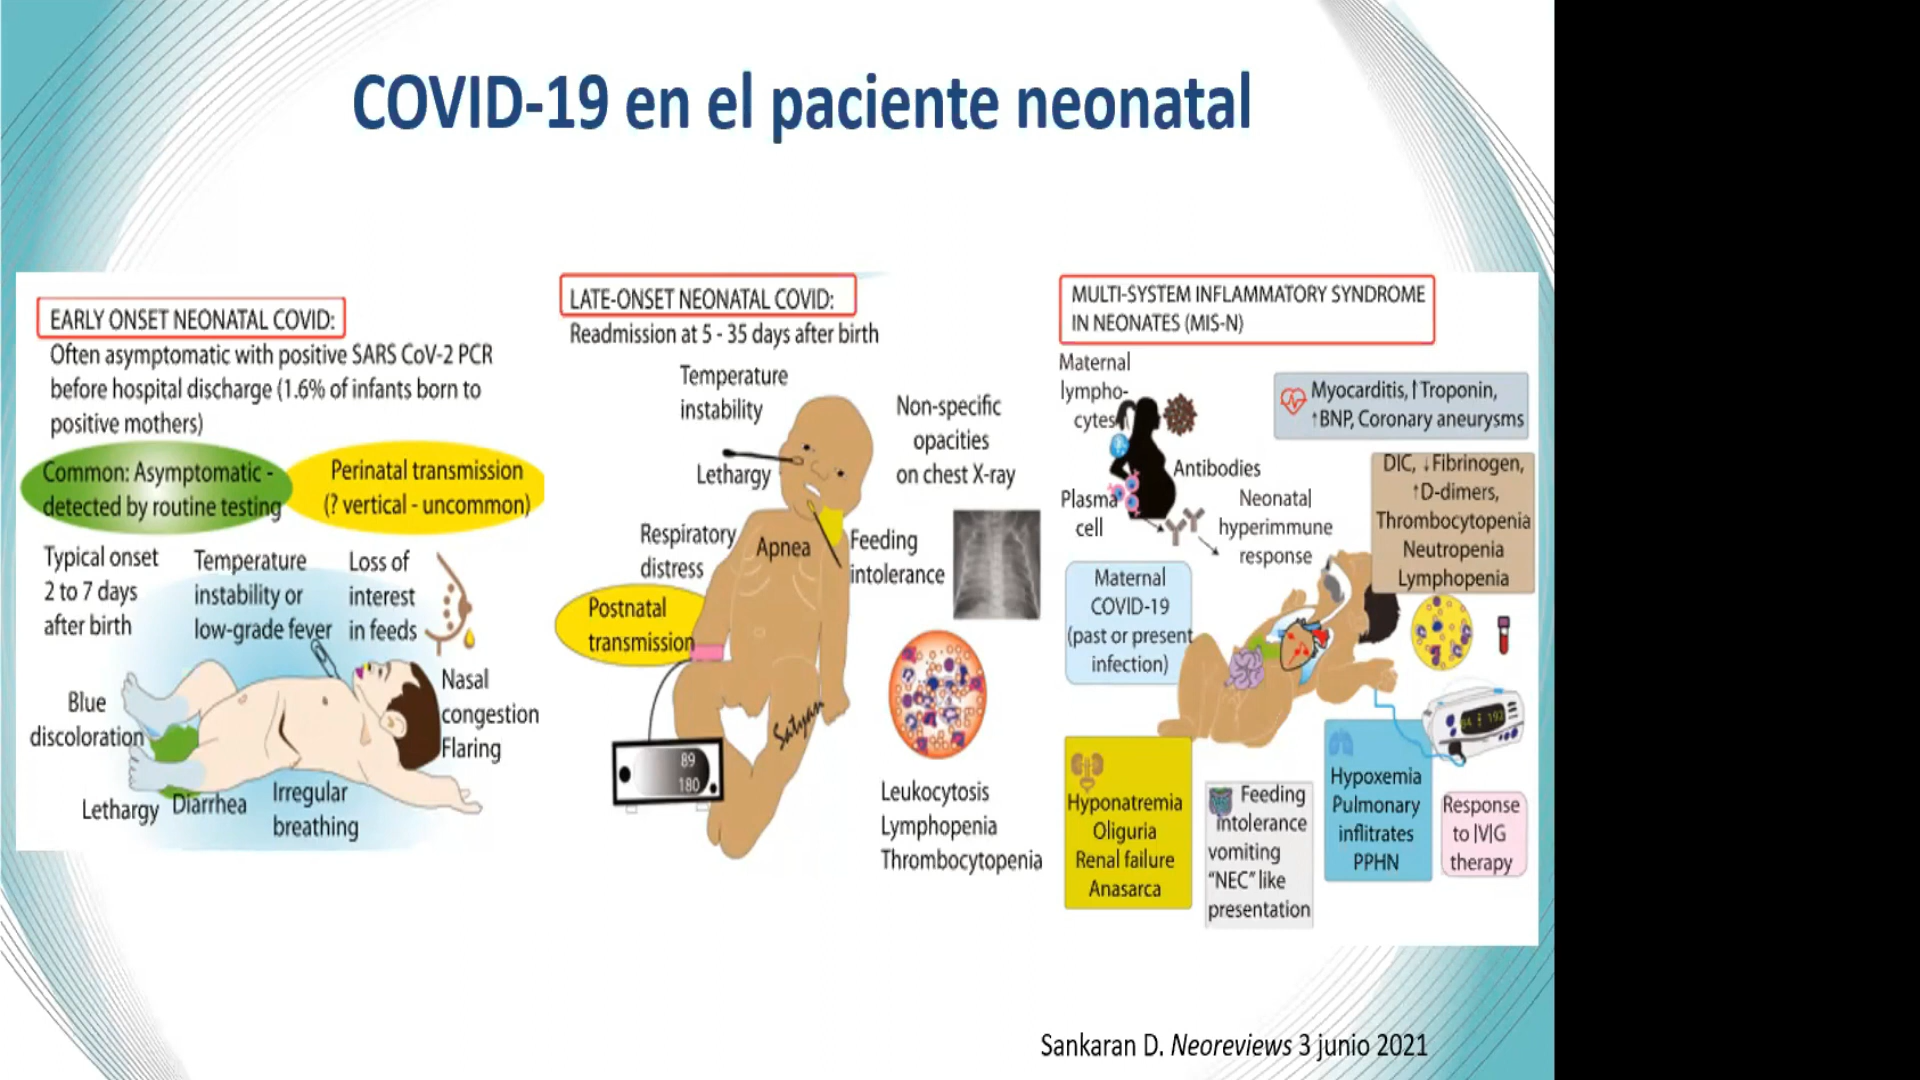 COVID-19 en el paciente neonatal
EARLY ONSET NEONATAL COVID:
Often asymptomatic with positive SARS CoV-2 PCR
before hospital discharge (1.6% of infants born to
positive mothers)
Common: Asymptomatic -
detected by routine testing
Perinatal transmission
(? vertical - uncommon)
Typical onset
2 to 7 days
after birth
Temperature
instability or
low-grade fever
Loss of
interest
in feeds
Blue
discoloration
Nasal
congestion
Flaring
Lethargy
Diarrhea
Irregular
breathing
LATE-ONSET NEONATAL COVID:
Readmission at 5 - 35 days after birth
Temperature
instability
Lethargy
Non-specific
opacities
on chest X-ray
Respiratory
distress
Apnea
Feeding
intolerance
Postnatal
transmission
Satyan
89
180
Leukocytosis
Lymphopenia
Thrombocytopenia
MULTI-SYSTEM INFLAMMATORY SYNDROME
IN NEONATES (MIS-N)
Maternal
lympho-
cytes
Myocarditis, ↑Troponin,
↑BNP, Coronary aneurysms
Antibodies
Plasma
cell
Neonatal
hyperimmune
response
DIC, ↓Fibrinogen,
↑D-dimers,
Thrombocytopenia
Neutropenia
Lymphopenia
Maternal
COVID-19
(past or present
infection)
94
192
Hyponatremia
Oliguria
Renal failure
Anasarca
Feeding
intolerance
vomiting
“NEC” like
presentation
Hypoxemia
Pulmonary
inflitrates
PPHN
Response
to |V|G
therapy
Sankaran D. Neoreviews 3 junio 2021